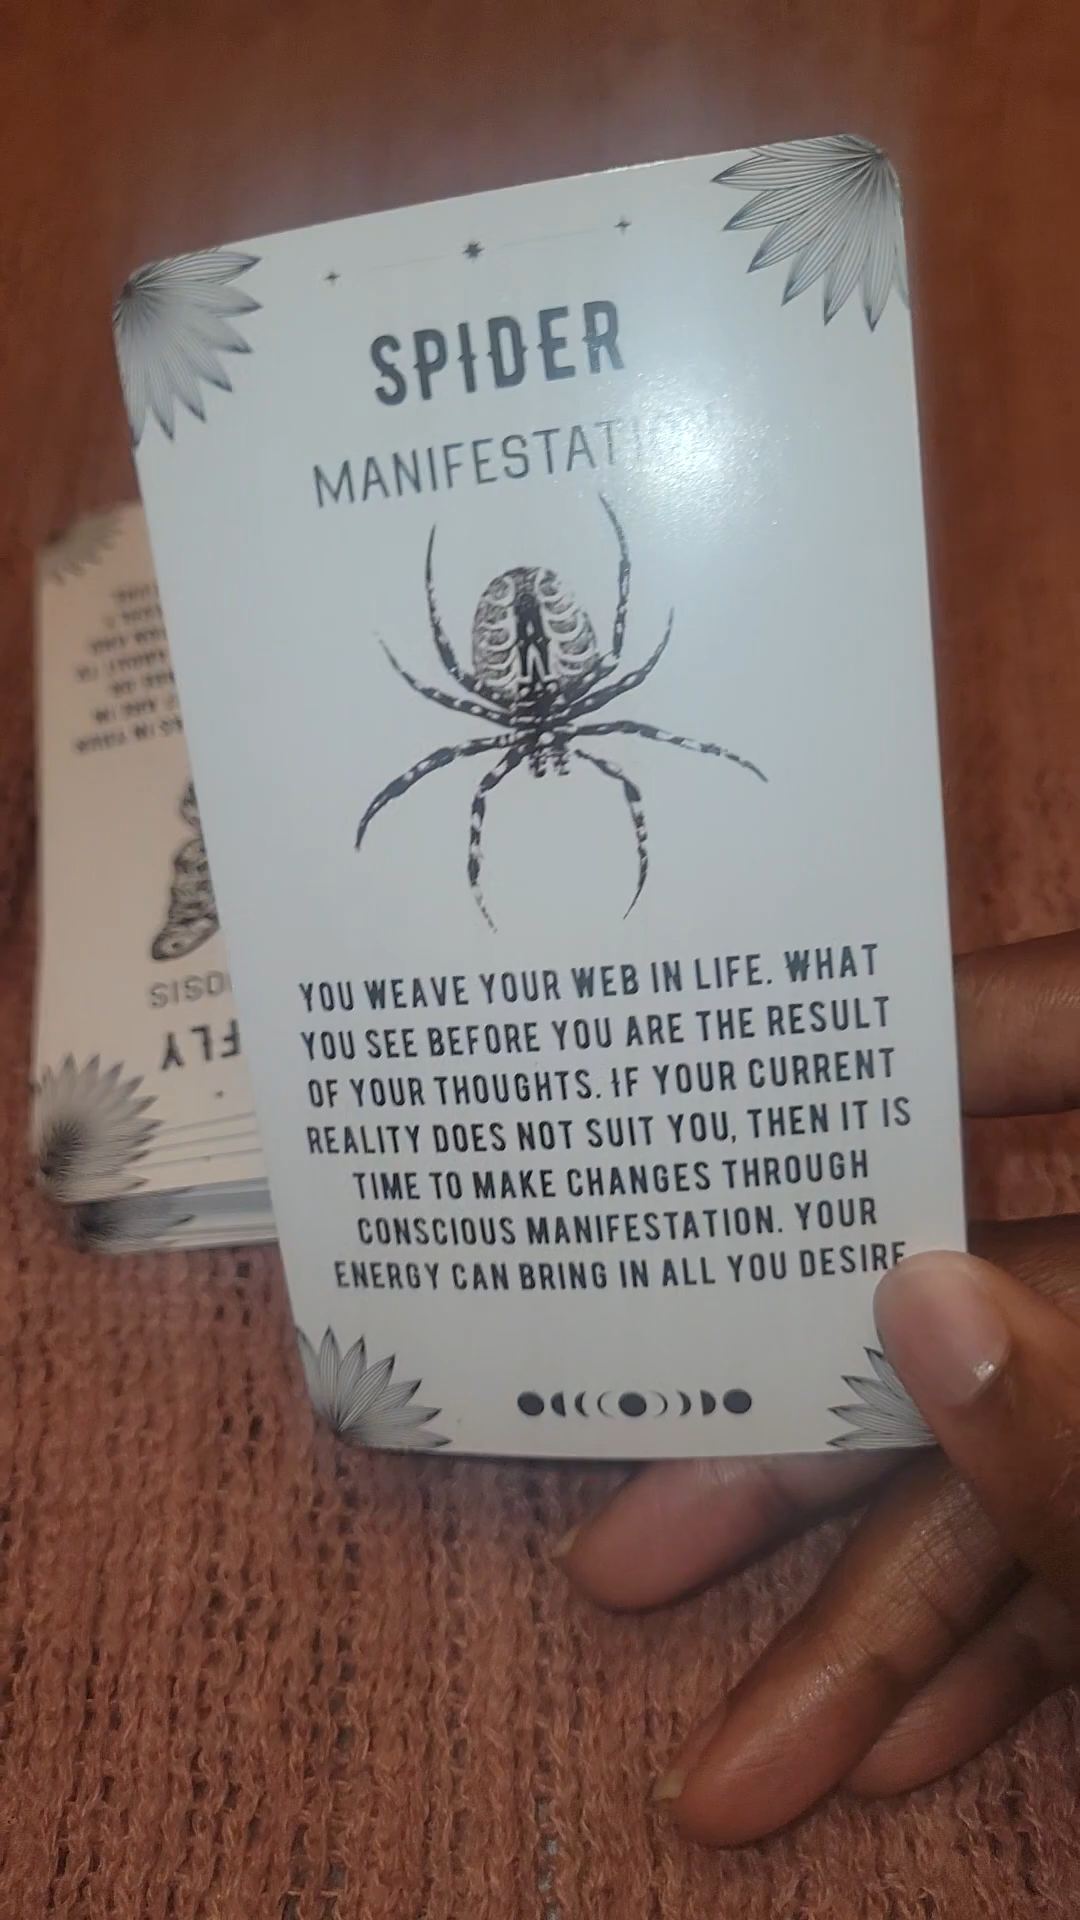 SPIDER
MANIFESTATION
YOU WEAVE YOUR WEB IN LIFE. WHAT
YOU SEE BEFORE YOU ARE THE RESULT
OF YOUR THOUGHTS. IF YOUR CURRENT
REALITY DOES NOT SUIT YOU, THEN IT IS
TIME TO MAKE CHANGES THROUGH
CONSCIOUS MANIFESTATION. YOUR
ENERGY CAN BRING IN ALL YOU DESIRE
FLY
OSIS